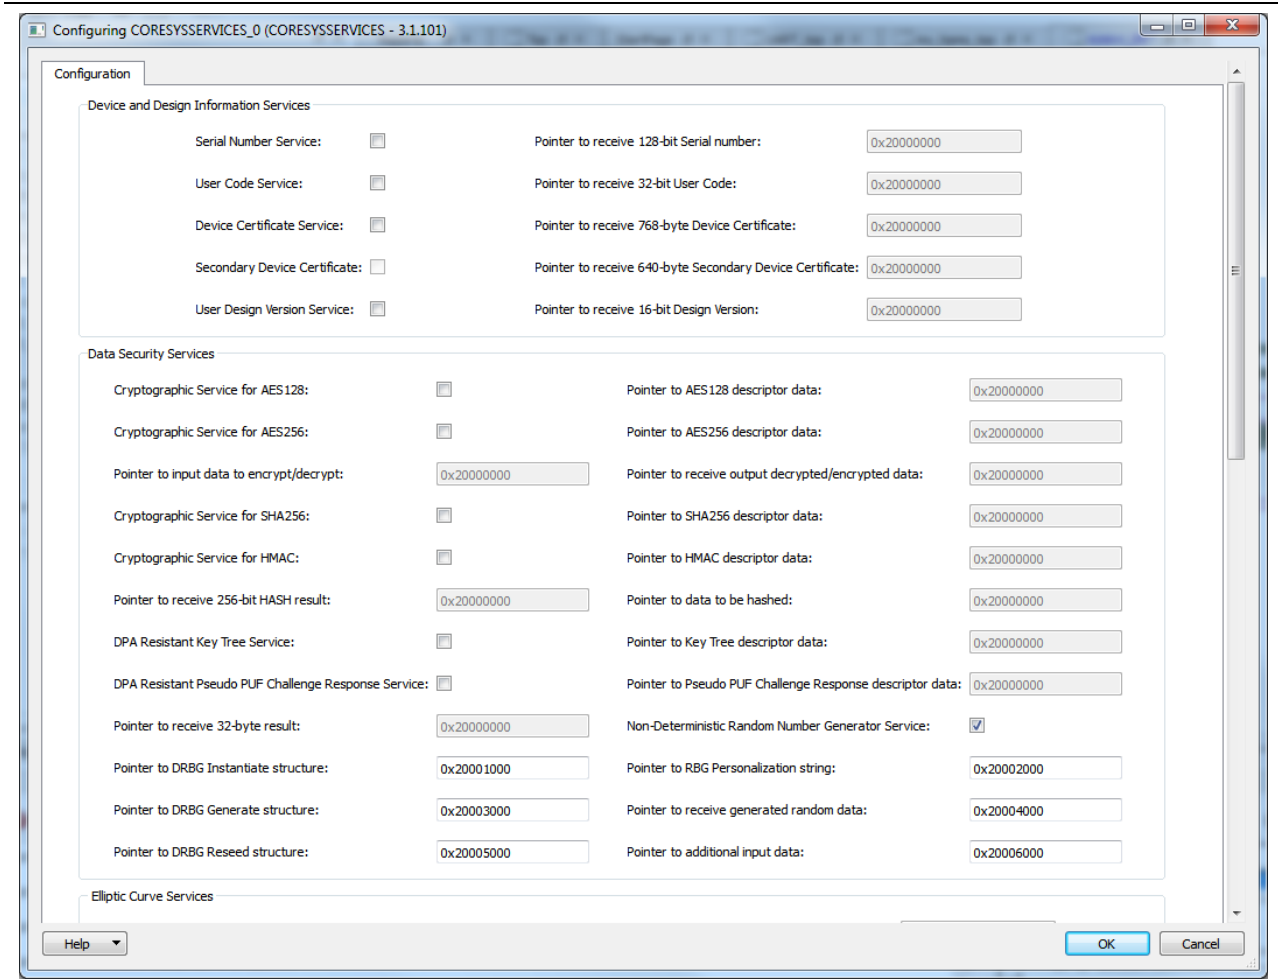 Configuring CORESYSSERVICES_0 (CORESYSSERVICES - 3.1.101)
Configuration
Device and Design Information Services
Serial Number Service: Pointer to receive 128-bit Serial number: 0x20000000
User Code Service: Pointer to receive 32-bit User Code: 0x20000000
Device Certificate Service: Pointer to receive 768-byte Device Certificate: 0x20000000
Secondary Device Certificate: Pointer to receive 640-byte Secondary Device Certificate: 0x20000000
User Design Version Service: Pointer to receive 16-bit Design Version: 0x20000000
Data Security Services
Cryptographic Service for AES128: Pointer to AES128 descriptor data: 0x20000000
Cryptographic Service for AES256: Pointer to AES256 descriptor data: 0x20000000
Pointer to input data to encrypt/decrypt: 0x20000000 Pointer to receive output decrypted/encrypted data: 0x20000000
Cryptographic Service for SHA256: Pointer to SHA256 descriptor data: 0x20000000
Cryptographic Service for HMAC: Pointer to HMAC descriptor data: 0x20000000
Pointer to receive 256-bit HASH result: 0x20000000 Pointer to data to be hashed: 0x20000000
DPA Resistant Key Tree Service: Pointer to Key Tree descriptor data: 0x20000000
DPA Resistant Pseudo PUF Challenge Response Service: Pointer to Pseudo PUF Challenge Response descriptor data: 0x20000000
Pointer to receive 32-byte result: 0x20000000 Non-Deterministic Random Number Generator Service:
Pointer to DRBG Instantiate structure: 0x20001000 Pointer to RBG Personalization string: 0x20002000
Pointer to DRBG Generate structure: 0x20003000 Pointer to receive generated random data: 0x20004000
Pointer to DRBG Reseed structure: 0x20005000 Pointer to additional input data: 0x20006000
Elliptic Curve Services
Help OK Cancel